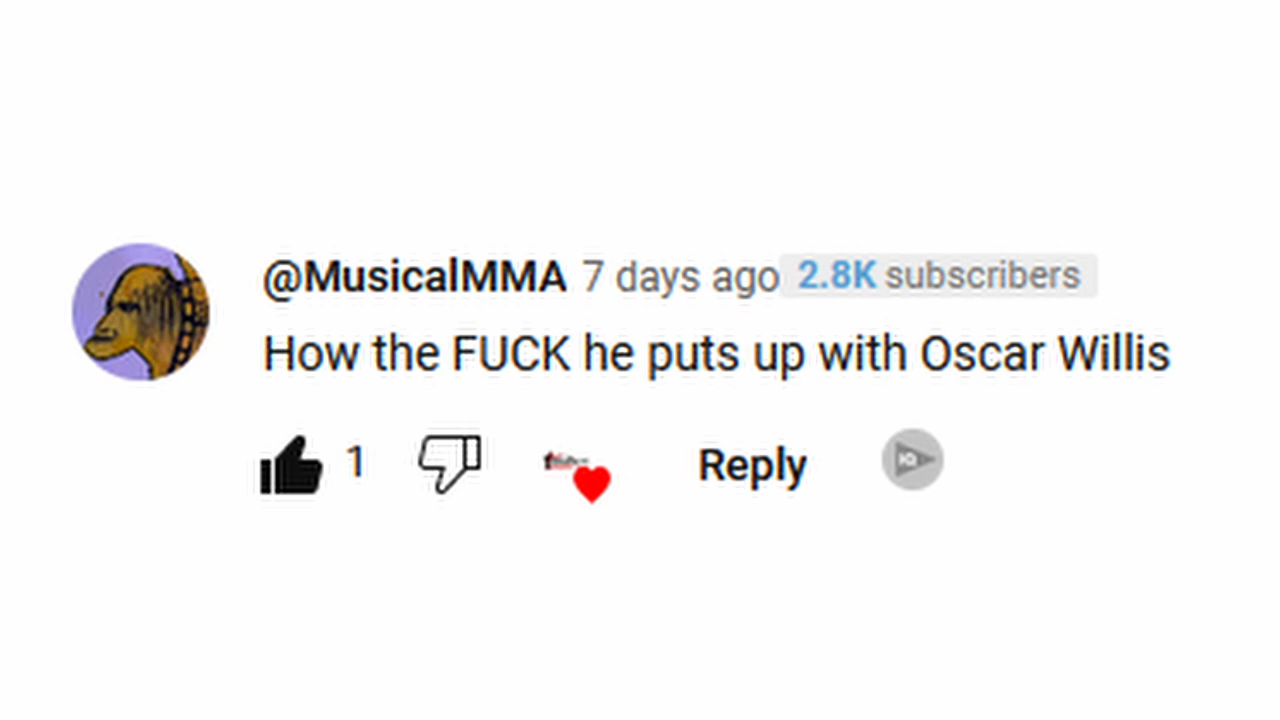 @MusicalMMA 7 days ago 2.8K subscribers
How the FUCK he puts up with Oscar Willis
1 Reply